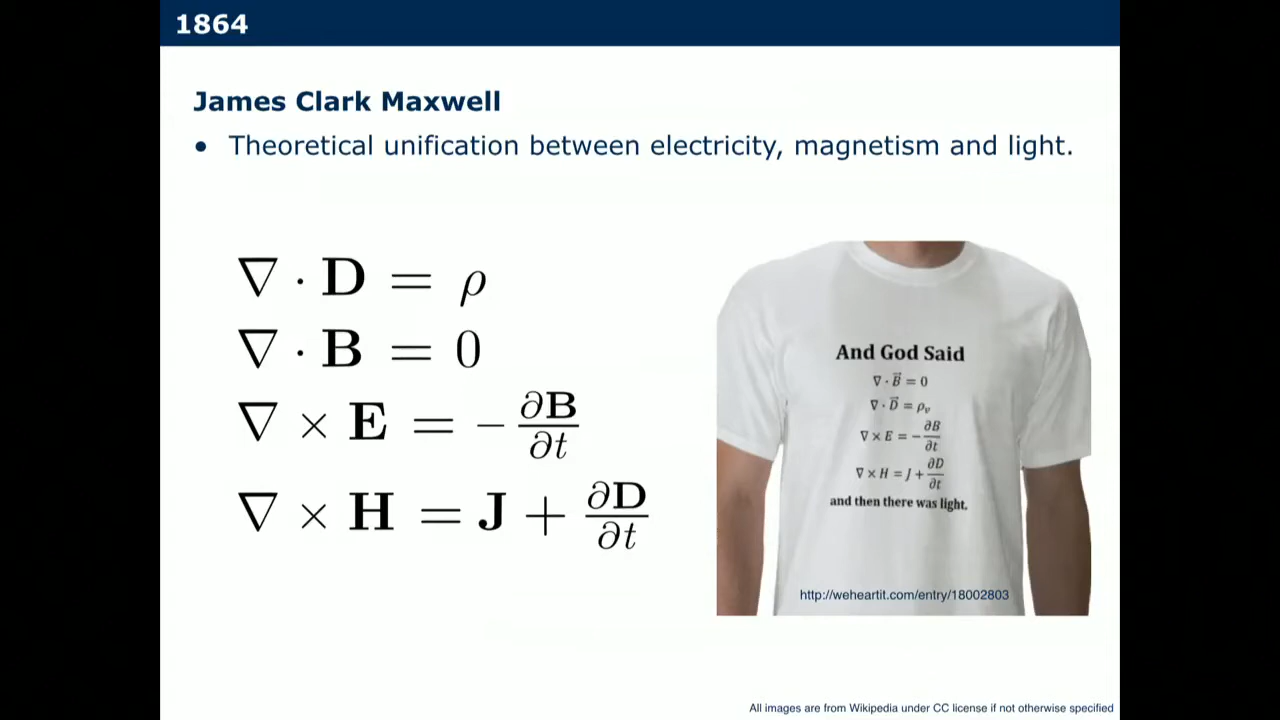 1864
James Clark Maxwell
• Theoretical unification between electricity, magnetism and light.
∇ · D = ρ
∇ · B = 0
∇ × E = − ∂B/∂t
∇ × H = J + ∂D/∂t
And God Said
∇ · B⃗ = 0
∇ · D⃗ = ρᵥ
∇ × E = − ∂B/∂t
∇ × H = J + ∂D/∂t
and then there was light.
http://weheartit.com/entry/18002803
All images are from Wikipedia under CC license if not otherwise specified